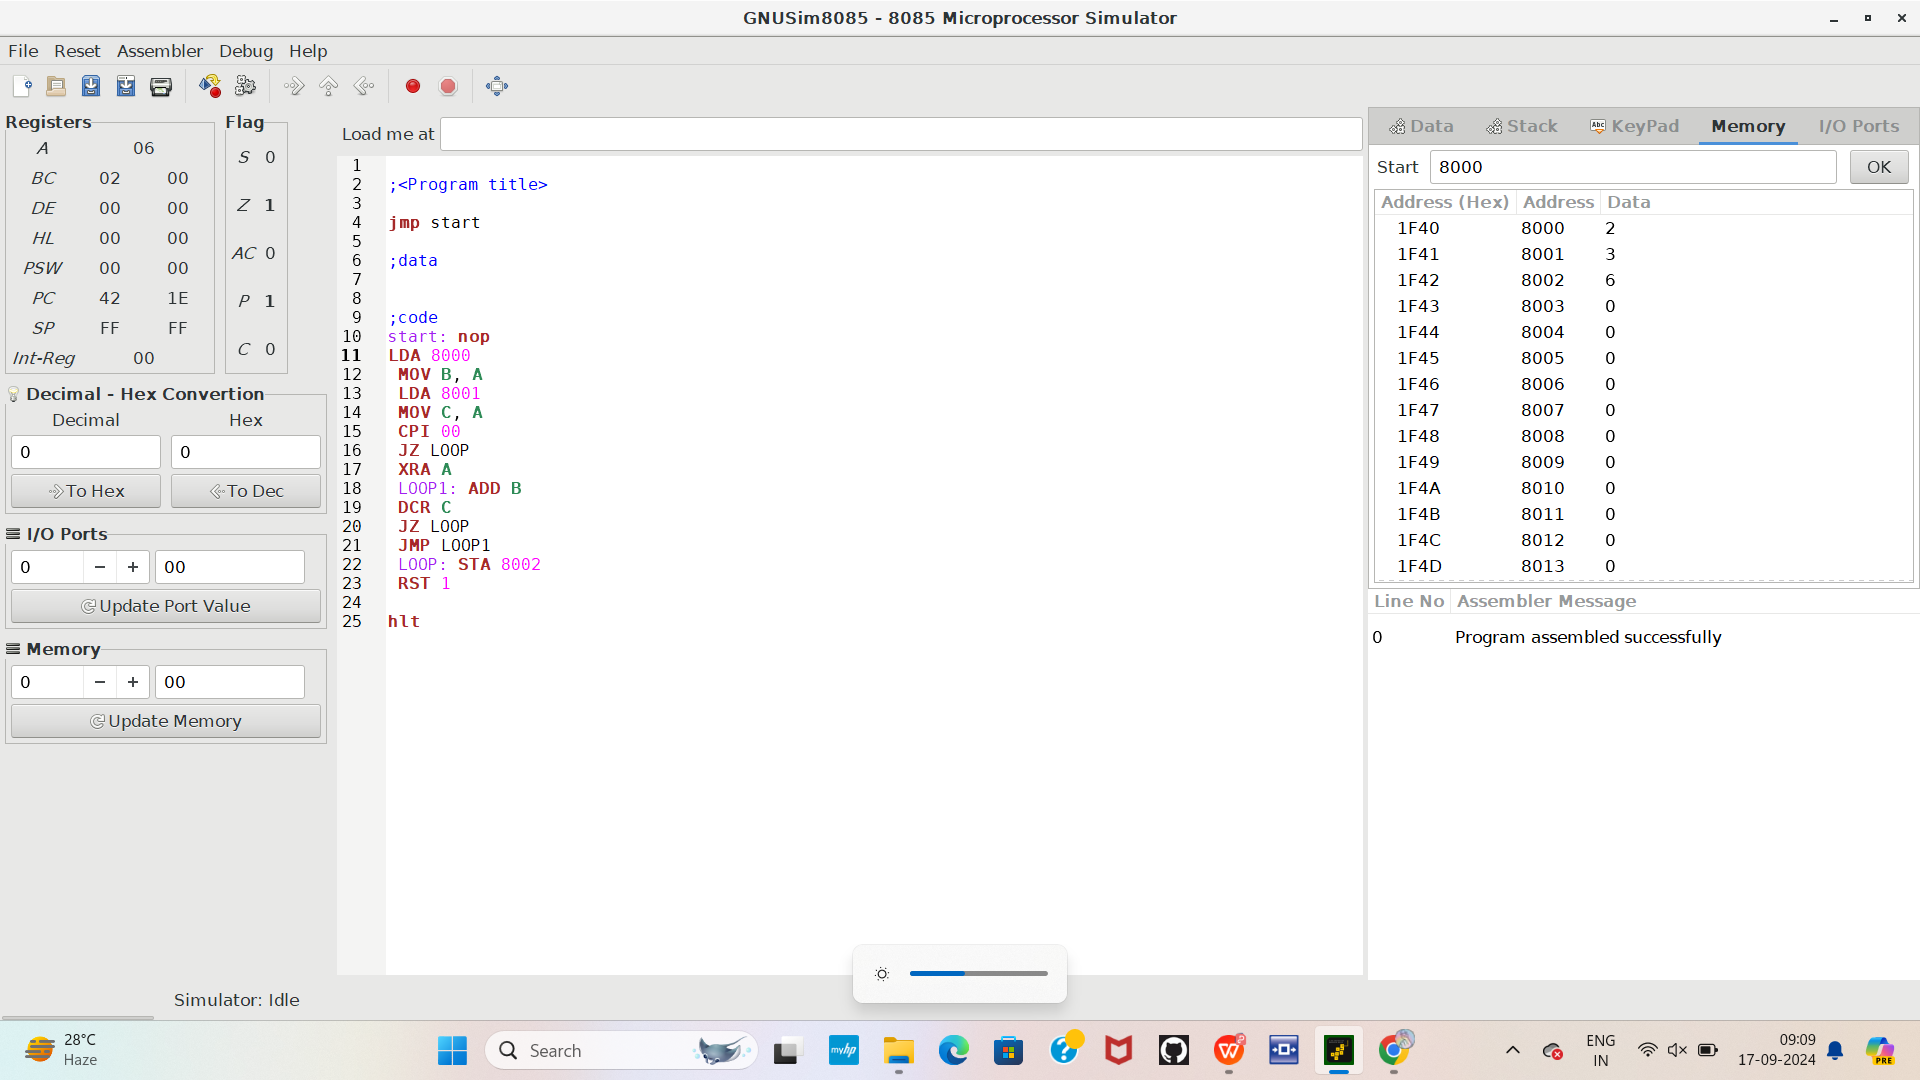 GNUSim8085 - 8085 Microprocessor Simulator
File Reset Assembler Debug Help
Registers
A 06
BC 02 00
DE 00 00
HL 00 00
PSW 00 00
PC 42 1E
SP FF FF
Int-Reg 00
Flag
S 0
Z 1
AC 0
P 1
C 0
Decimal - Hex Convertion
Decimal Hex
0 0
To Hex To Dec
I/O Ports
0 − + 00
Update Port Value
Memory
0 − + 00
Update Memory
Simulator: Idle
Load me at
1
2 ;<Program title>
3
4 jmp start
5
6 ;data
7
8
9 ;code
10 start: nop
11 LDA 8000
12 MOV B, A
13 LDA 8001
14 MOV C, A
15 CPI 00
16 JZ LOOP
17 XRA A
18 LOOP1: ADD B
19 DCR C
20 JZ LOOP
21 JMP LOOP1
22 LOOP: STA 8002
23 RST 1
24
25 hlt
Data Stack Abc KeyPad Memory I/O Ports
Start 8000 OK
Address (Hex) Address Data
1F40 8000 2
1F41 8001 3
1F42 8002 6
1F43 8003 0
1F44 8004 0
1F45 8005 0
1F46 8006 0
1F47 8007 0
1F48 8008 0
1F49 8009 0
1F4A 8010 0
1F4B 8011 0
1F4C 8012 0
1F4D 8013 0
Line No Assembler Message
0 Program assembled successfully
28°C
Haze
Search
myhp
ENG
IN
09:09
17-09-2024
PRE